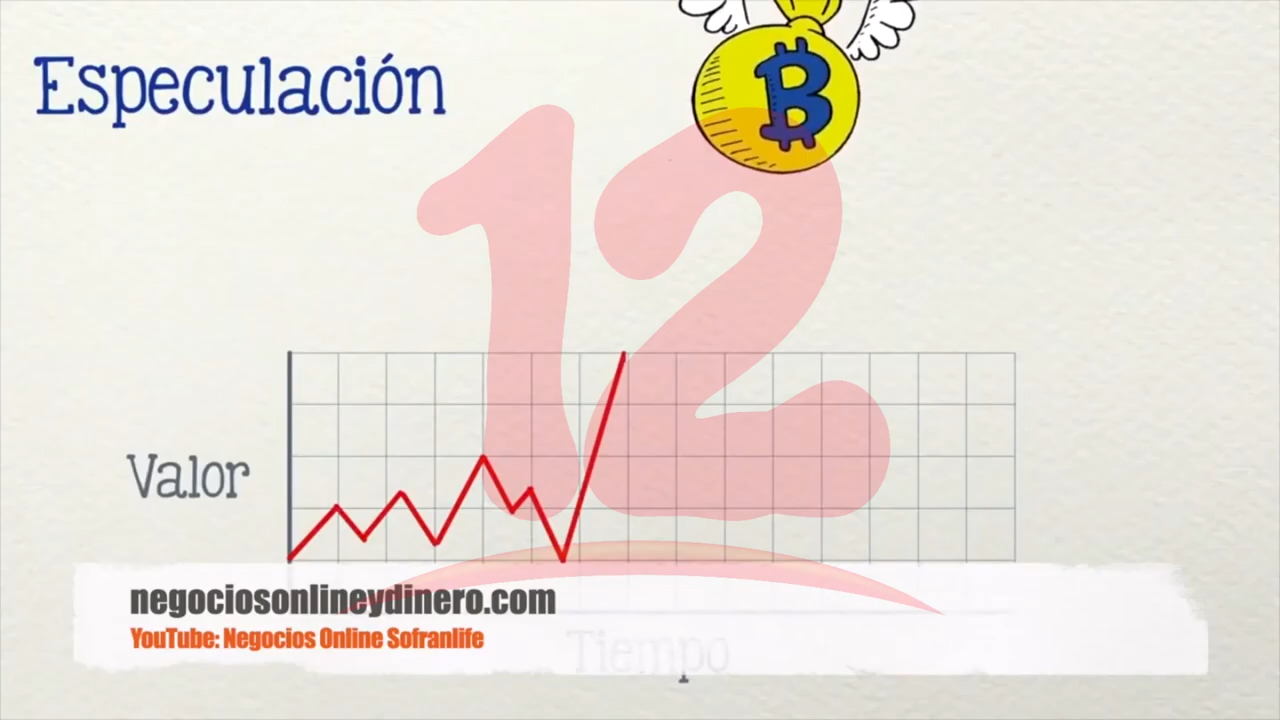 Especulación
B
12
Valor
negociosonlineydinero.com
YouTube: Negocios Online Sofranlife
Tiempo